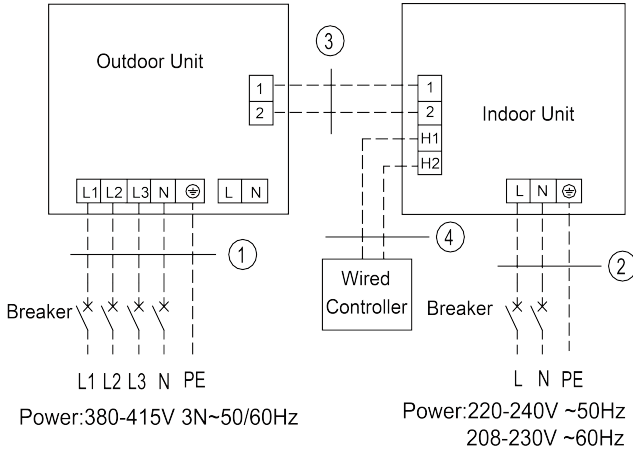 Outdoor Unit
1
2
L1 L2 L3 N
L N
③
Indoor Unit
1
2
H1
H2
L N
①
④
②
Wired
Controller
Breaker
L1 L2 L3 N PE
Power:380-415V 3N~50/60Hz
Breaker
L N PE
Power:220-240V ~50Hz
208-230V ~60Hz